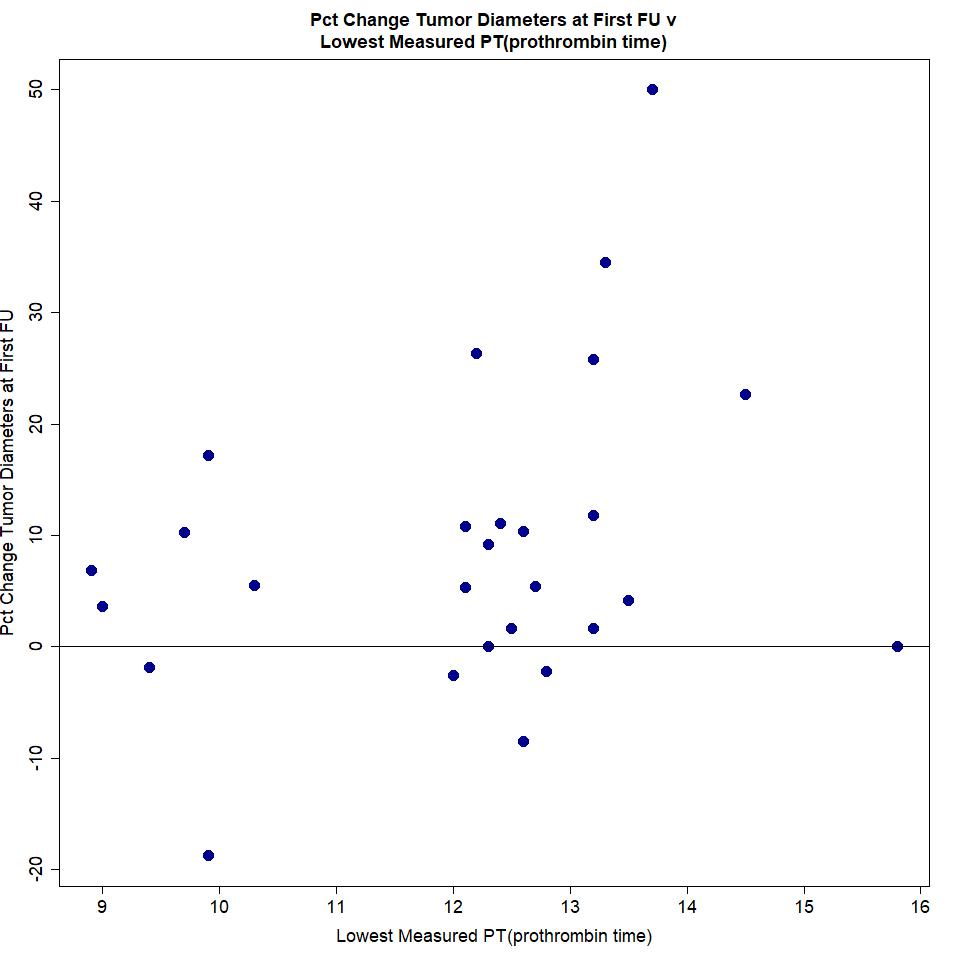 Pct Change Tumor Diameters at First FU v
Lowest Measured PT(prothrombin time)
Pct Change Tumor Diameters at First FU
50
40
30
20
10
0
-10
-20
9 10 11 12 13 14 15 16
Lowest Measured PT(prothrombin time)